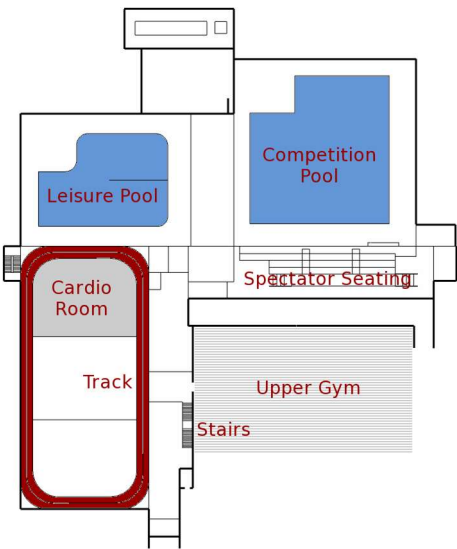 Competition
Pool
Leisure Pool
Spectator Seating
Cardio
Room
Track
Upper Gym
Stairs